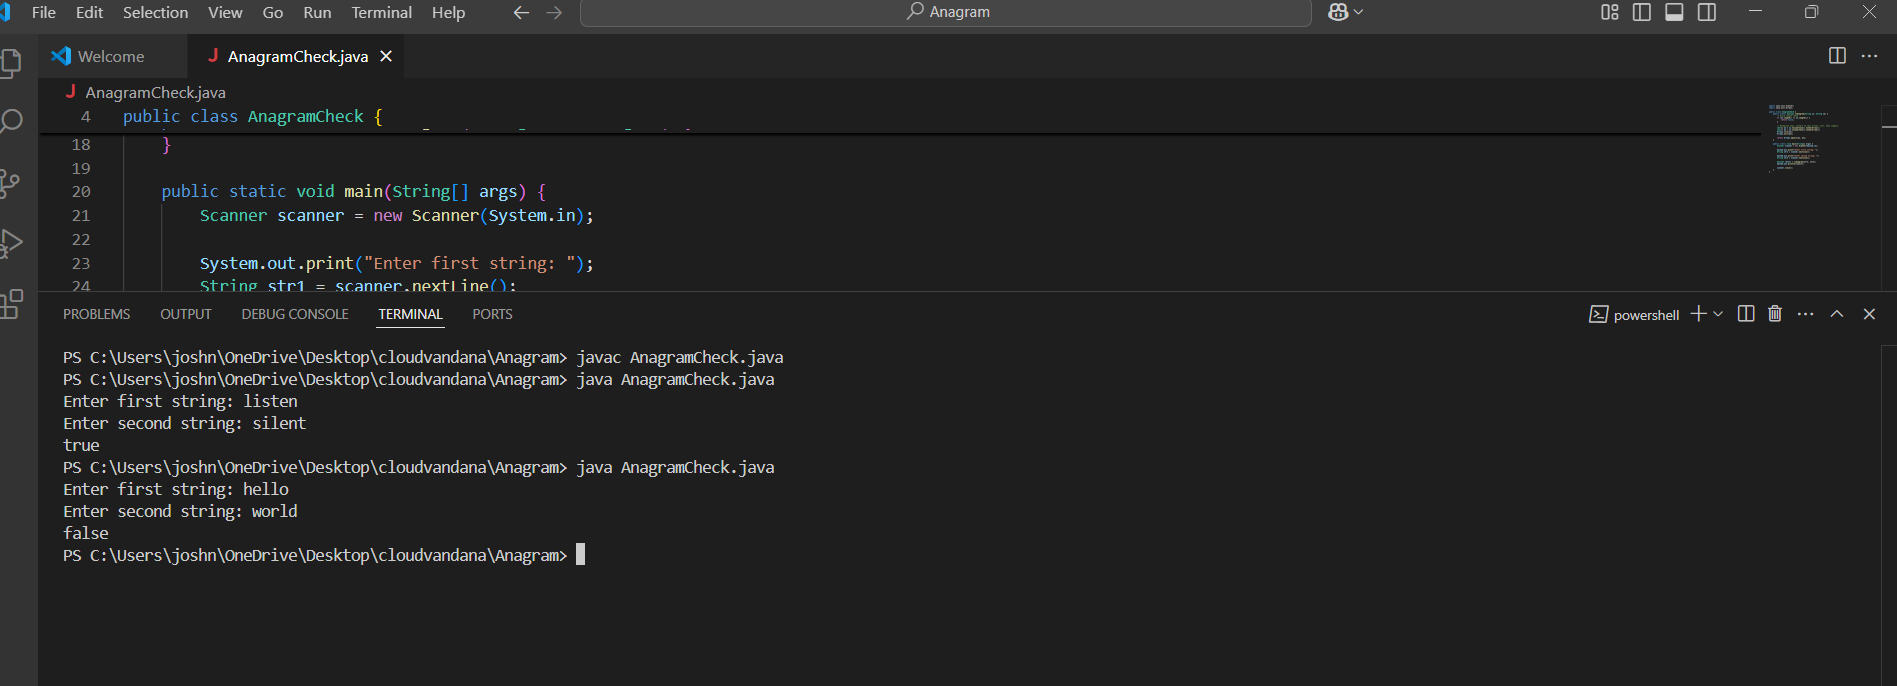 File Edit Selection View Go Run Terminal Help Anagram
Welcome AnagramCheck.java
AnagramCheck.java
4 public class AnagramCheck {
18 }
19
20 public static void main(String[] args) {
21 Scanner scanner = new Scanner(System.in);
22
23 System.out.print("Enter first string: ");
24 String str1 = scanner.nextLine();
PROBLEMS OUTPUT DEBUG CONSOLE TERMINAL PORTS powershell
PS C:\Users\joshn\OneDrive\Desktop\cloudvandana\Anagram> javac AnagramCheck.java
PS C:\Users\joshn\OneDrive\Desktop\cloudvandana\Anagram> java AnagramCheck.java
Enter first string: listen
Enter second string: silent
true
PS C:\Users\joshn\OneDrive\Desktop\cloudvandana\Anagram> java AnagramCheck.java
Enter first string: hello
Enter second string: world
false
PS C:\Users\joshn\OneDrive\Desktop\cloudvandana\Anagram>